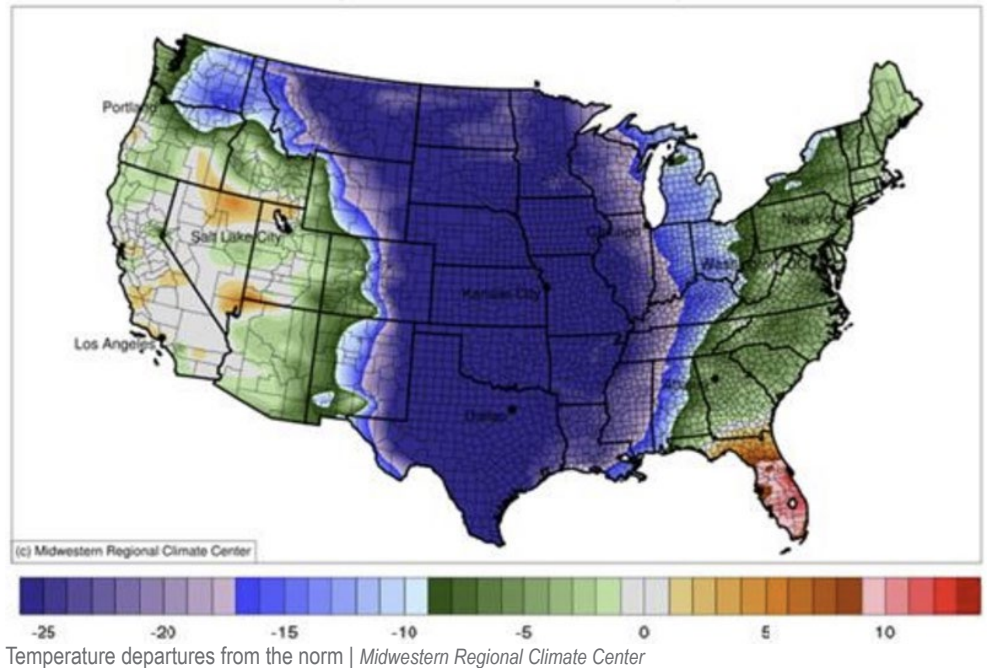 Portland
Salt Lake City
Los Angeles
Kansas City
Dallas
New York
(c) Midwestern Regional Climate Center
-25 -20 -15 -10 -5 0 5 10
Temperature departures from the norm | Midwestern Regional Climate Center